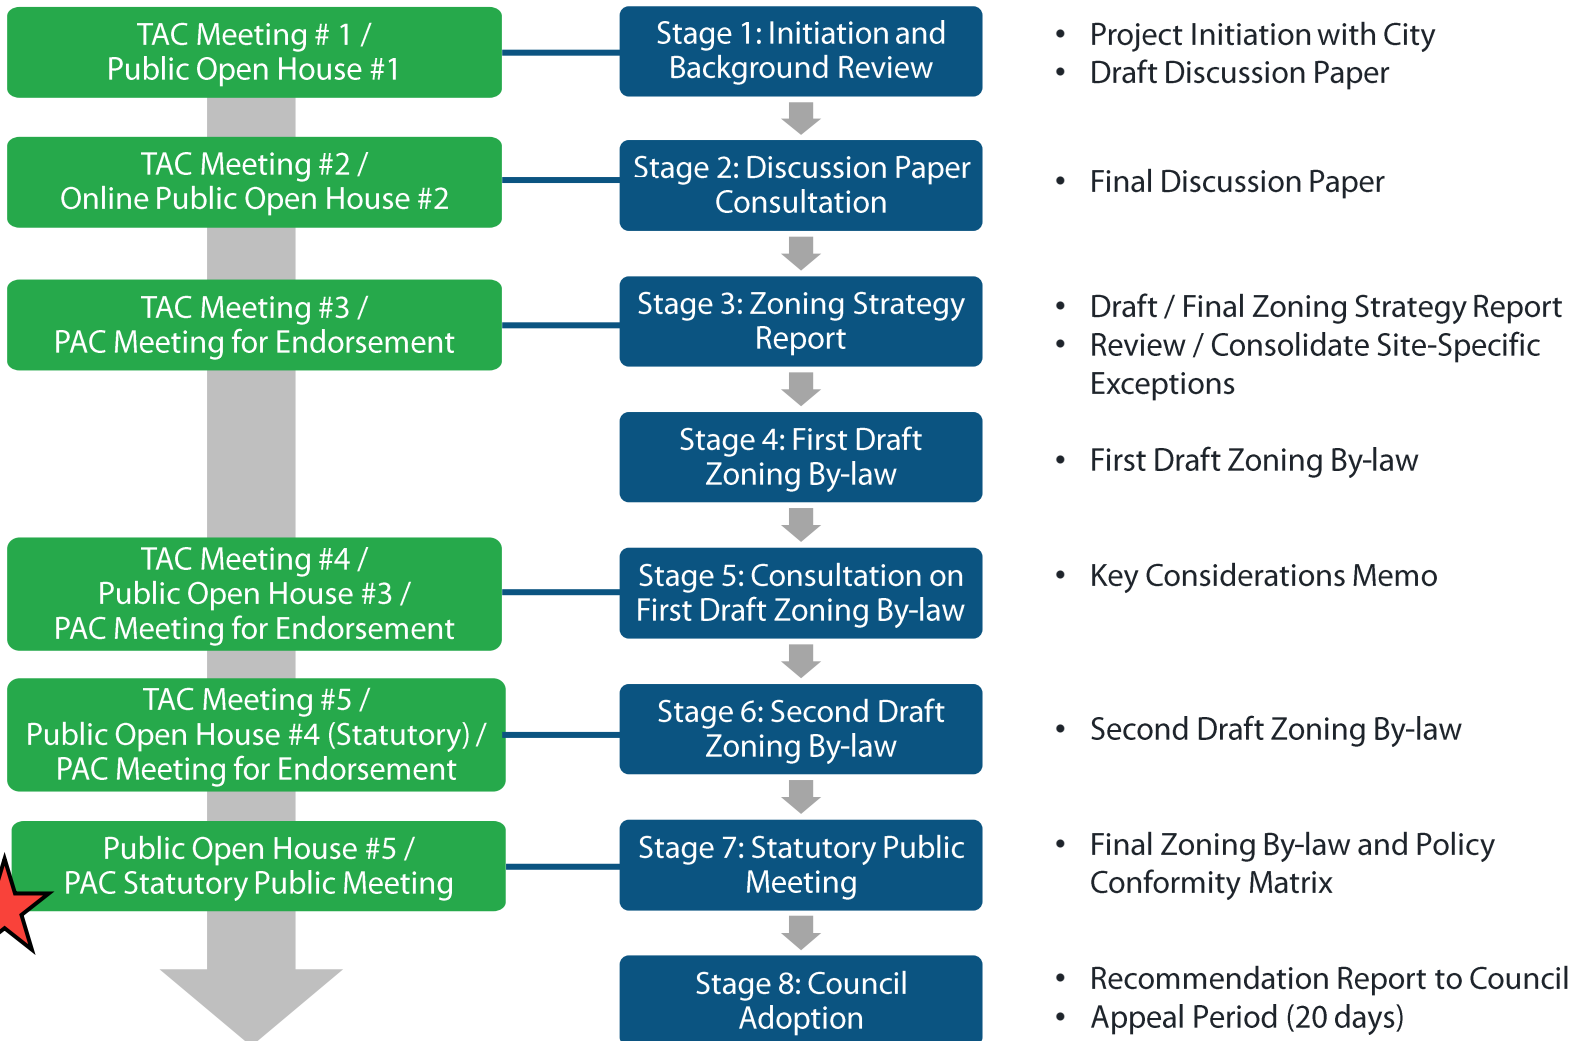 TAC Meeting # 1 /
Public Open House #1
Stage 1: Initiation and
Background Review
• Project Initiation with City
• Draft Discussion Paper
TAC Meeting #2 /
Online Public Open House #2
Stage 2: Discussion Paper
Consultation
• Final Discussion Paper
TAC Meeting #3 /
PAC Meeting for Endorsement
Stage 3: Zoning Strategy
Report
• Draft / Final Zoning Strategy Report
• Review / Consolidate Site-Specific
Exceptions
Stage 4: First Draft
Zoning By-law
• First Draft Zoning By-law
TAC Meeting #4 /
Public Open House #3 /
PAC Meeting for Endorsement
Stage 5: Consultation on
First Draft Zoning By-law
• Key Considerations Memo
TAC Meeting #5 /
Public Open House #4 (Statutory) /
PAC Meeting for Endorsement
Stage 6: Second Draft
Zoning By-law
• Second Draft Zoning By-law
Public Open House #5 /
PAC Statutory Public Meeting
Stage 7: Statutory Public
Meeting
• Final Zoning By-law and Policy
Conformity Matrix
Stage 8: Council
Adoption
• Recommendation Report to Council
• Appeal Period (20 days)